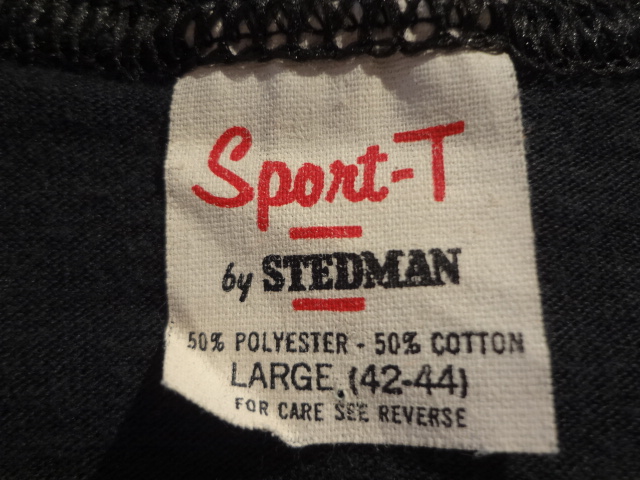 Sport-T
by STEDMAN
50% POLYESTER - 50% COTTON
LARGE (42-44)
FOR CARE SEE REVERSE